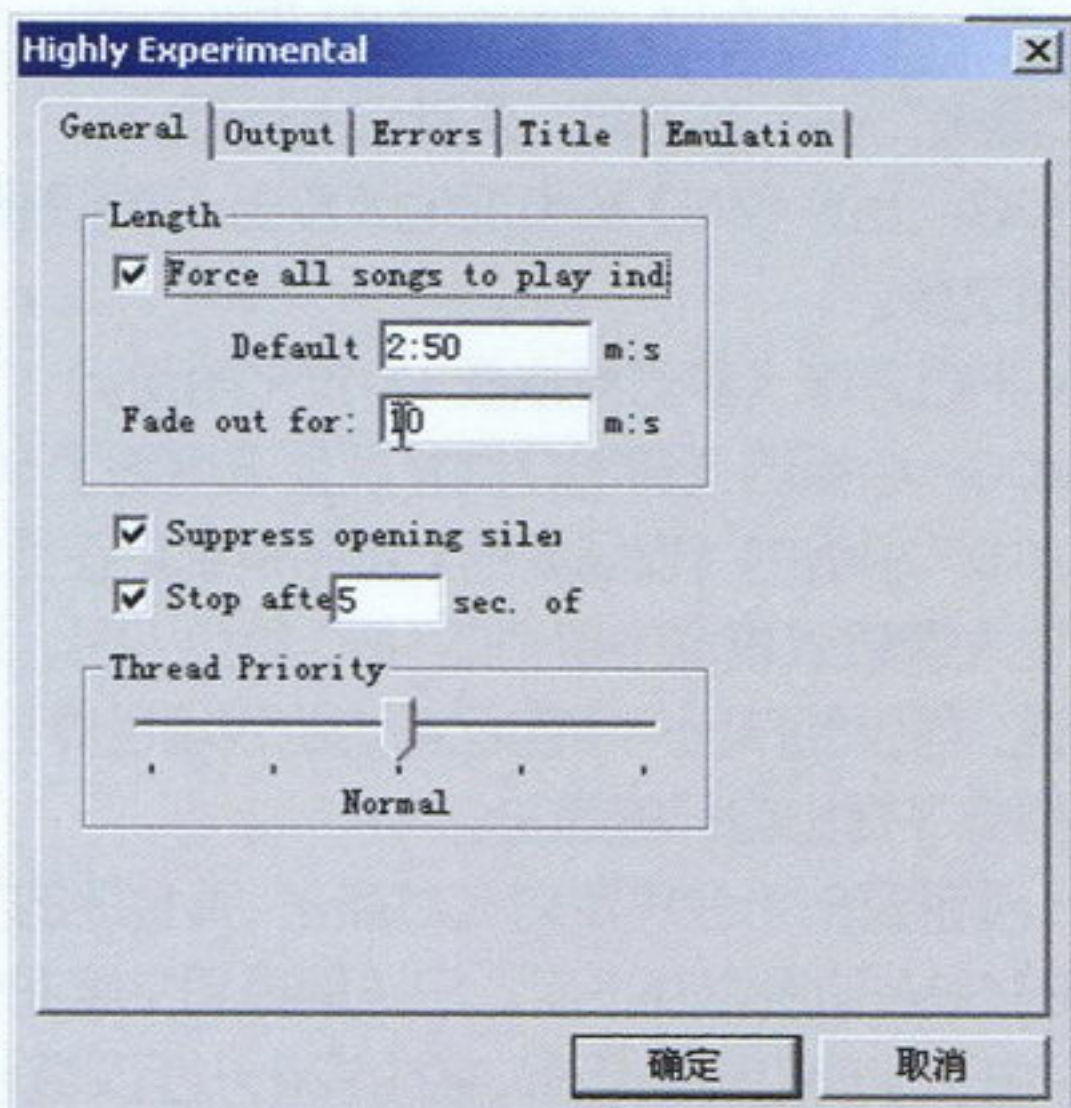 Highly Experimental
General Output Errors Title Emulation
Length
Force all songs to play ind
Default 2:50 m:s
Fade out for: 10 m:s
Suppress opening siler
Stop afte 5 sec. of
Thread Priority
Normal
确定 取消